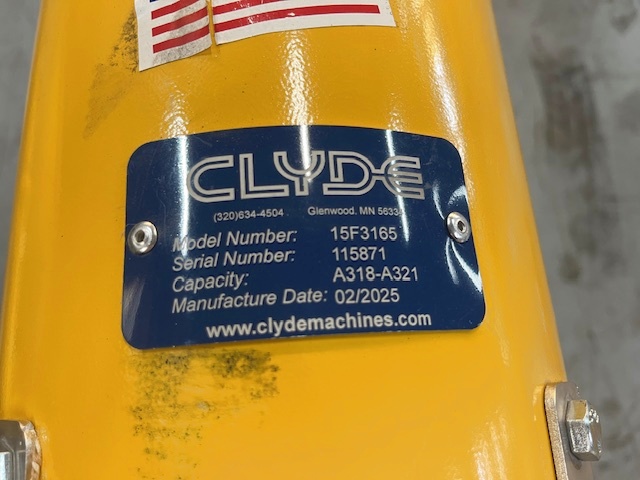 CLYDE
(320)634-4504 Glenwood, MN
Model Number: 15F3165
Serial Number: 115871
Capacity: A318-A321
Manufacture Date: 02/2025
www.clydemachines.com